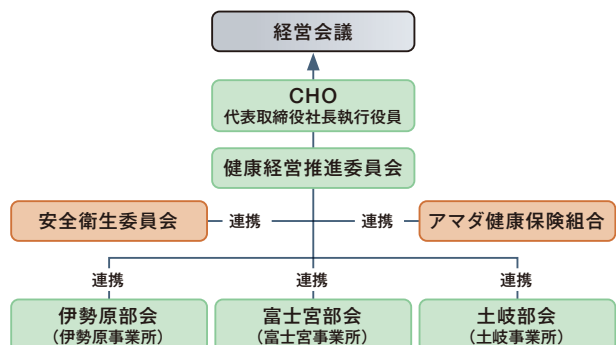 経営会議
CHO
代表取締役社長執行役員
健康経営推進委員会
安全衛生委員会
連携
連携
アマダ健康保険組合
連携
連携
連携
伊勢原部会
（伊勢原事業所）
富士宮部会
（富士宮事業所）
土岐部会
（土岐事業所）